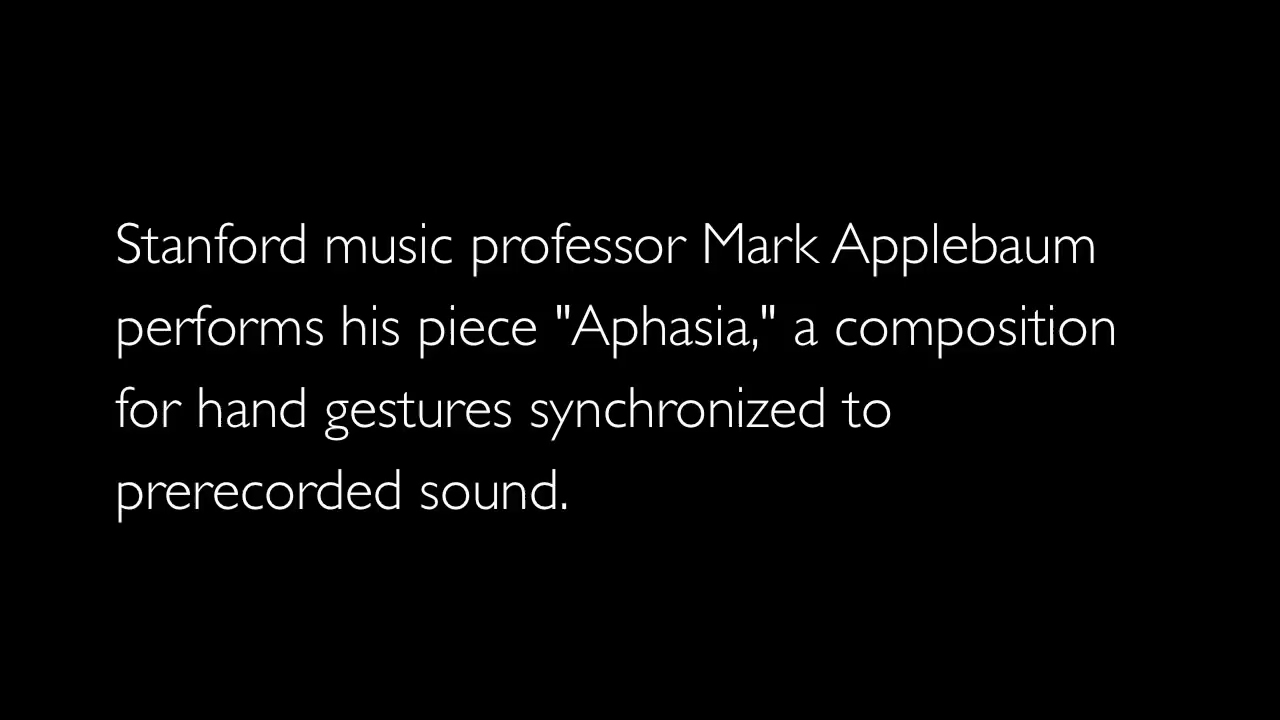 Stanford music professor Mark Applebaum
performs his piece "Aphasia," a composition
for hand gestures synchronized to
prerecorded sound.